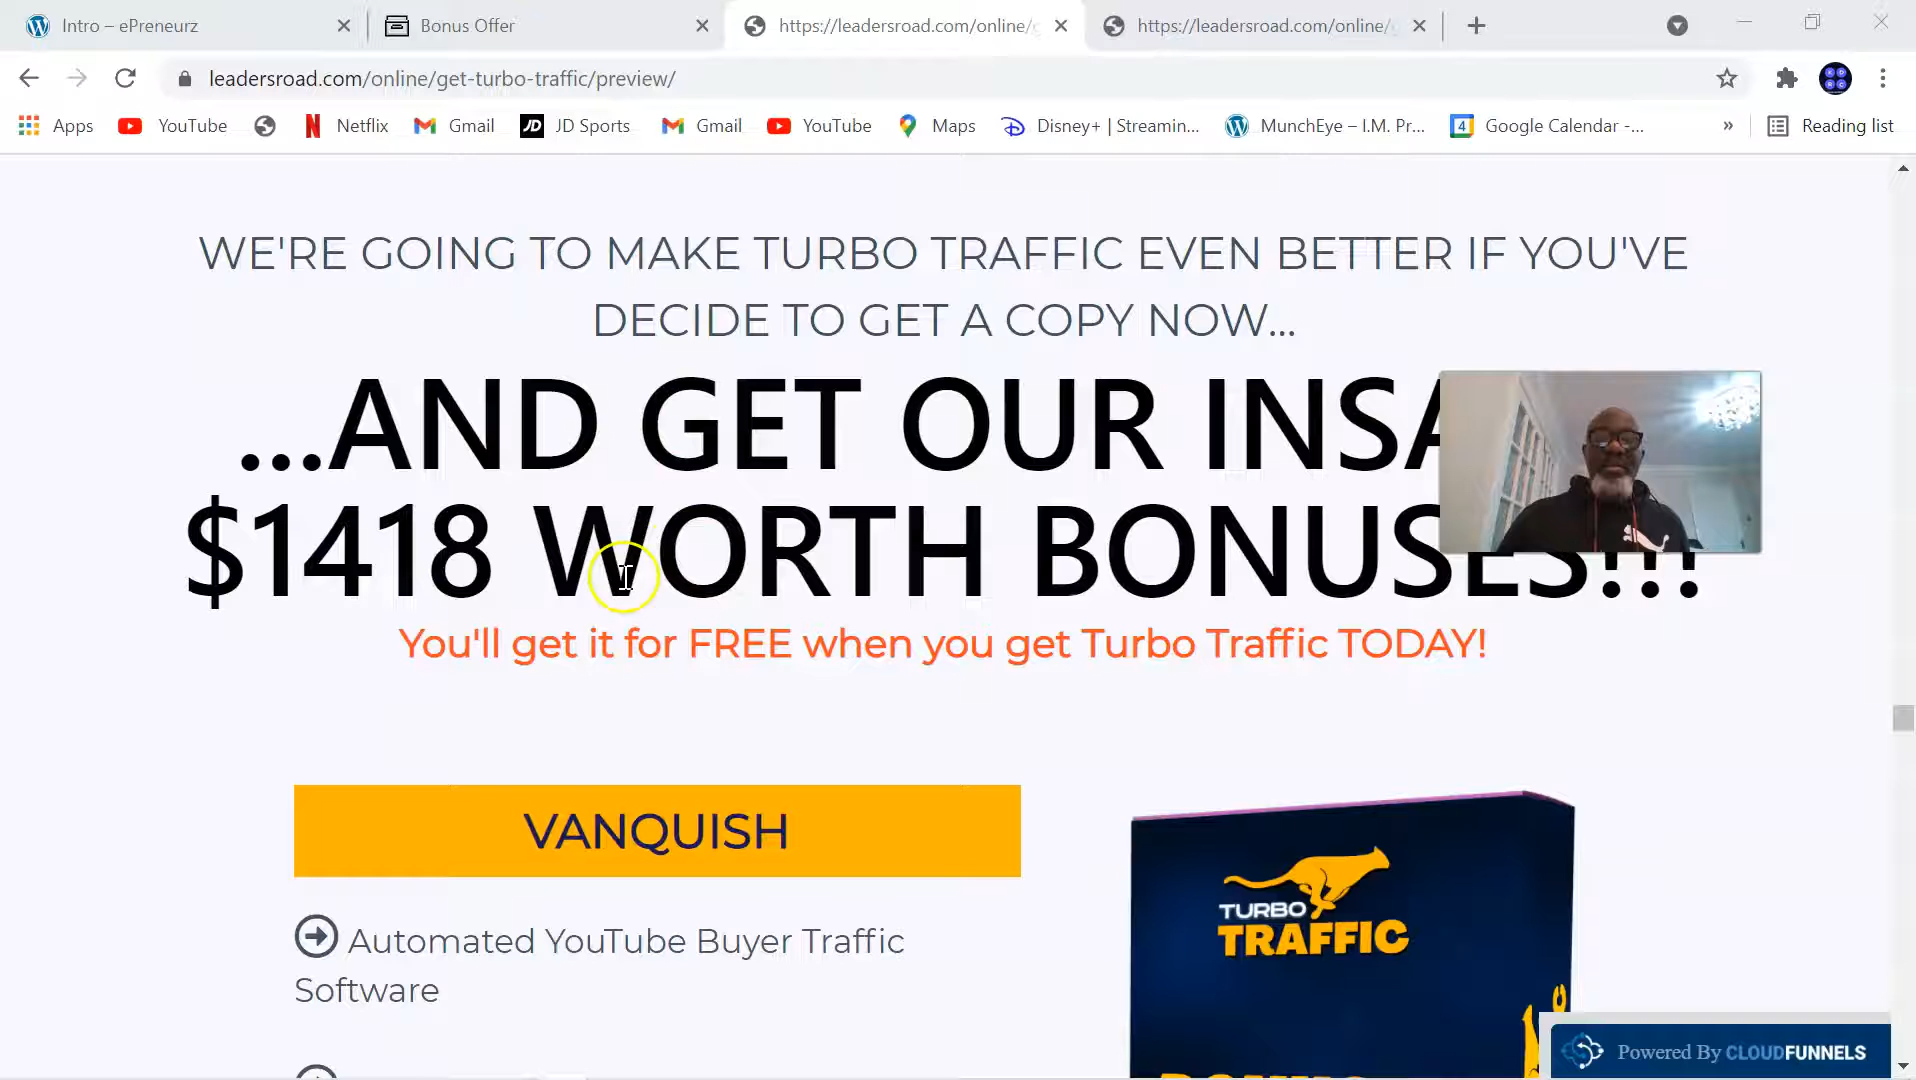 Intro – ePreneurz
Bonus Offer
https://leadersroad.com/online/
https://leadersroad.com/online/
leadersroad.com/online/get-turbo-traffic/preview/
Apps
YouTube
Netflix
JD
JD Sports
Gmail
Gmail
YouTube
Maps
Disney+ | Streamin...
MunchEye – I.M. Pr...
4
Google Calendar -...
»
Reading list
WE'RE GOING TO MAKE TURBO TRAFFIC EVEN BETTER IF YOU'VE
DECIDE TO GET A COPY NOW...
...AND GET OUR INSA
$1418 WORTH BONUSES!!!
You'll get it for FREE when you get Turbo Traffic TODAY!
VANQUISH
Automated YouTube Buyer Traffic
Software
TURBO
TRAFFIC
Powered By CLOUDFUNNELS